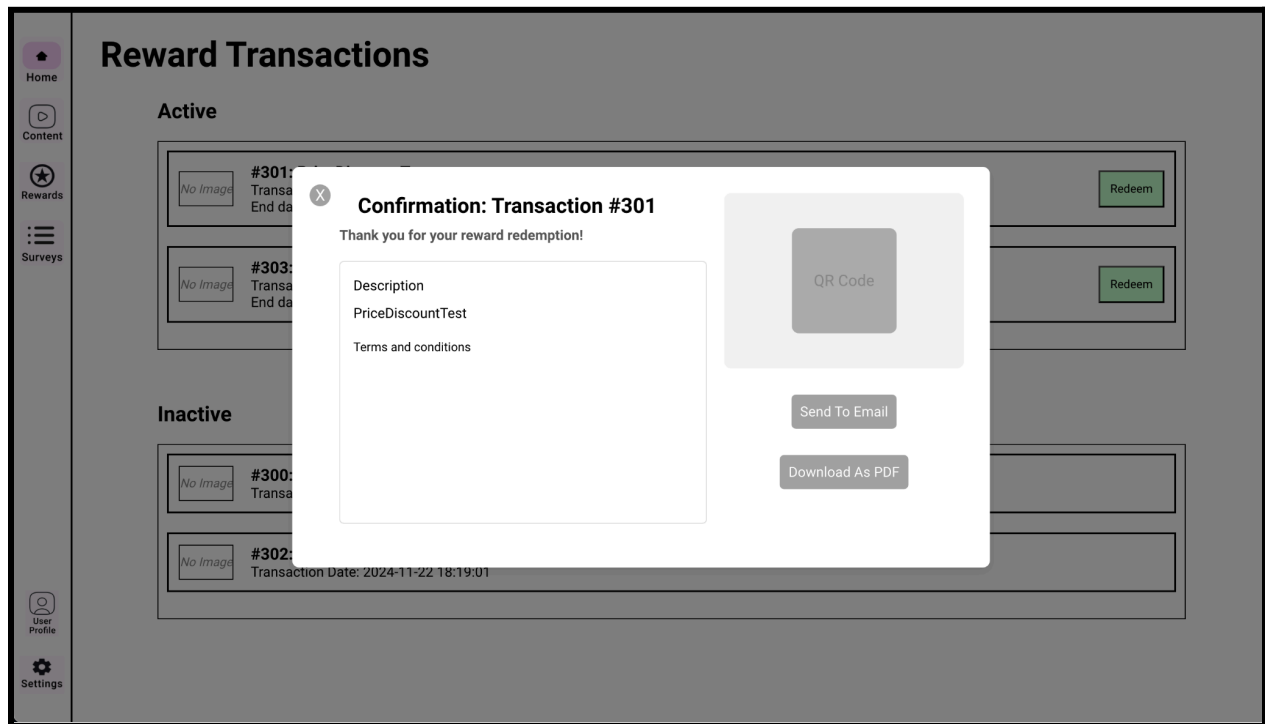 Home
Content
Rewards
Surveys
User
Profile
Settings
Reward Transactions
Active
No Image
#301:
Transa
End da
Redeem
No Image
#303:
Transa
End da
Redeem
Inactive
No Image
#300:
Transa
No Image
#302:
Transaction Date: 2024-11-22 18:19:01
X
Confirmation: Transaction #301
Thank you for your reward redemption!
Description
PriceDiscountTest
Terms and conditions
QR Code
Send To Email
Download As PDF